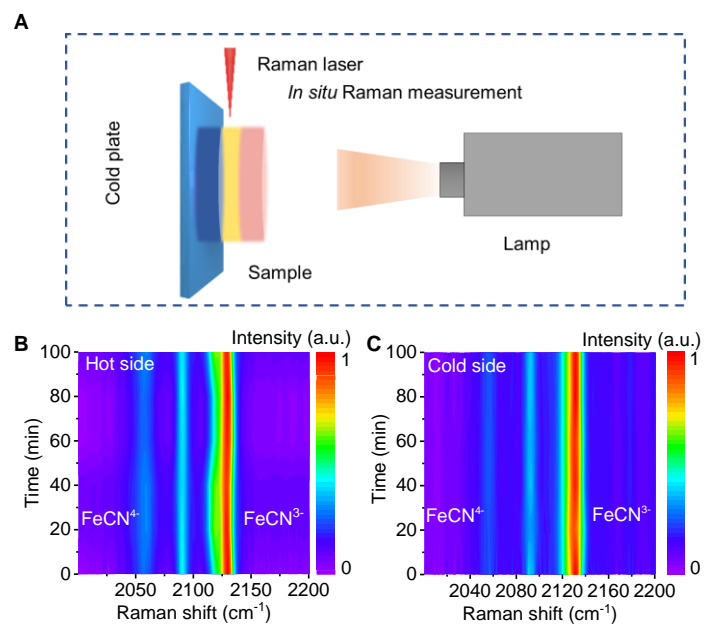 A
Raman laser
In situ Raman measurement
Cold plate
Sample
Lamp
B
Intensity (a.u.)
Hot side
100
80
60
40
20
0
Time (min)
FeCN4-
FeCN3-
1
0
2050 2100 2150 2200
Raman shift (cm-1)
C
Intensity (a.u.)
Cold side
100
80
60
40
20
0
Time (min)
FeCN4-
FeCN3-
1
0
2040 2080 2120 2160 2200
Raman shift (cm-1)